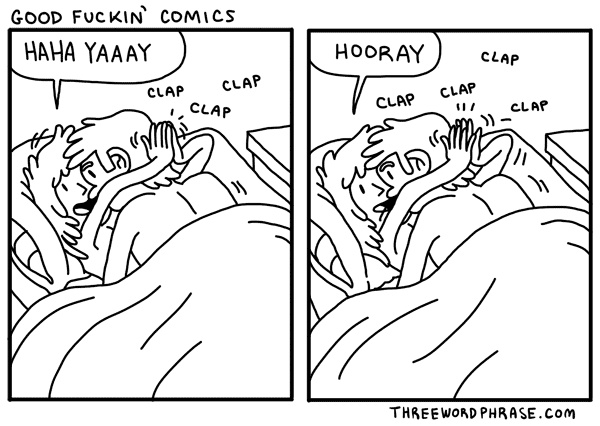 GOOD FUCKIN' COMICS
HAHA YAAAY
CLAP
CLAP
CLAP
HOORAY
CLAP
CLAP
CLAP
CLAP
THREEWORDPHRASE.COM